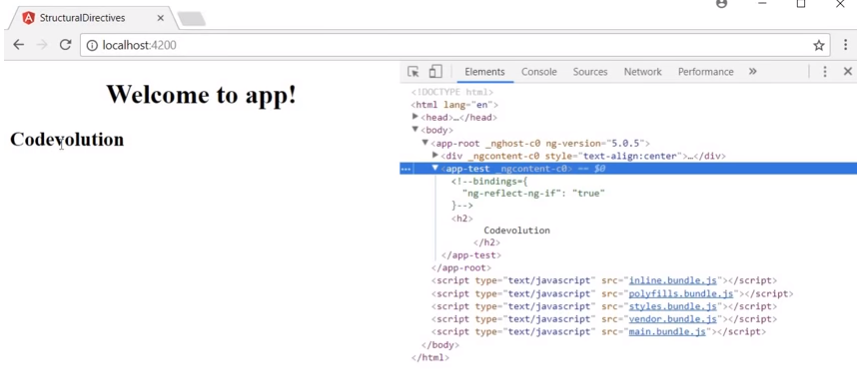 StructuralDirectives
localhost:4200
Welcome to app!
Codevolution
Elements Console Sources Network Performance »
<!DOCTYPE html>
<html lang="en">
<head>…</head>
<body>
<app-root _nghost-c0 ng-version="5.0.5">
<div _ngcontent-c0 style="text-align:center">…</div>
<app-test _ngcontent-c0> == $0
<!--bindings={
"ng-reflect-ng-if": "true"
}-->
<h2>
Codevolution
</h2>
</app-test>
</app-root>
<script type="text/javascript" src="inline.bundle.js"></script>
<script type="text/javascript" src="polyfills.bundle.js"></script>
<script type="text/javascript" src="styles.bundle.js"></script>
<script type="text/javascript" src="vendor.bundle.js"></script>
<script type="text/javascript" src="main.bundle.js"></script>
</body>
</html>